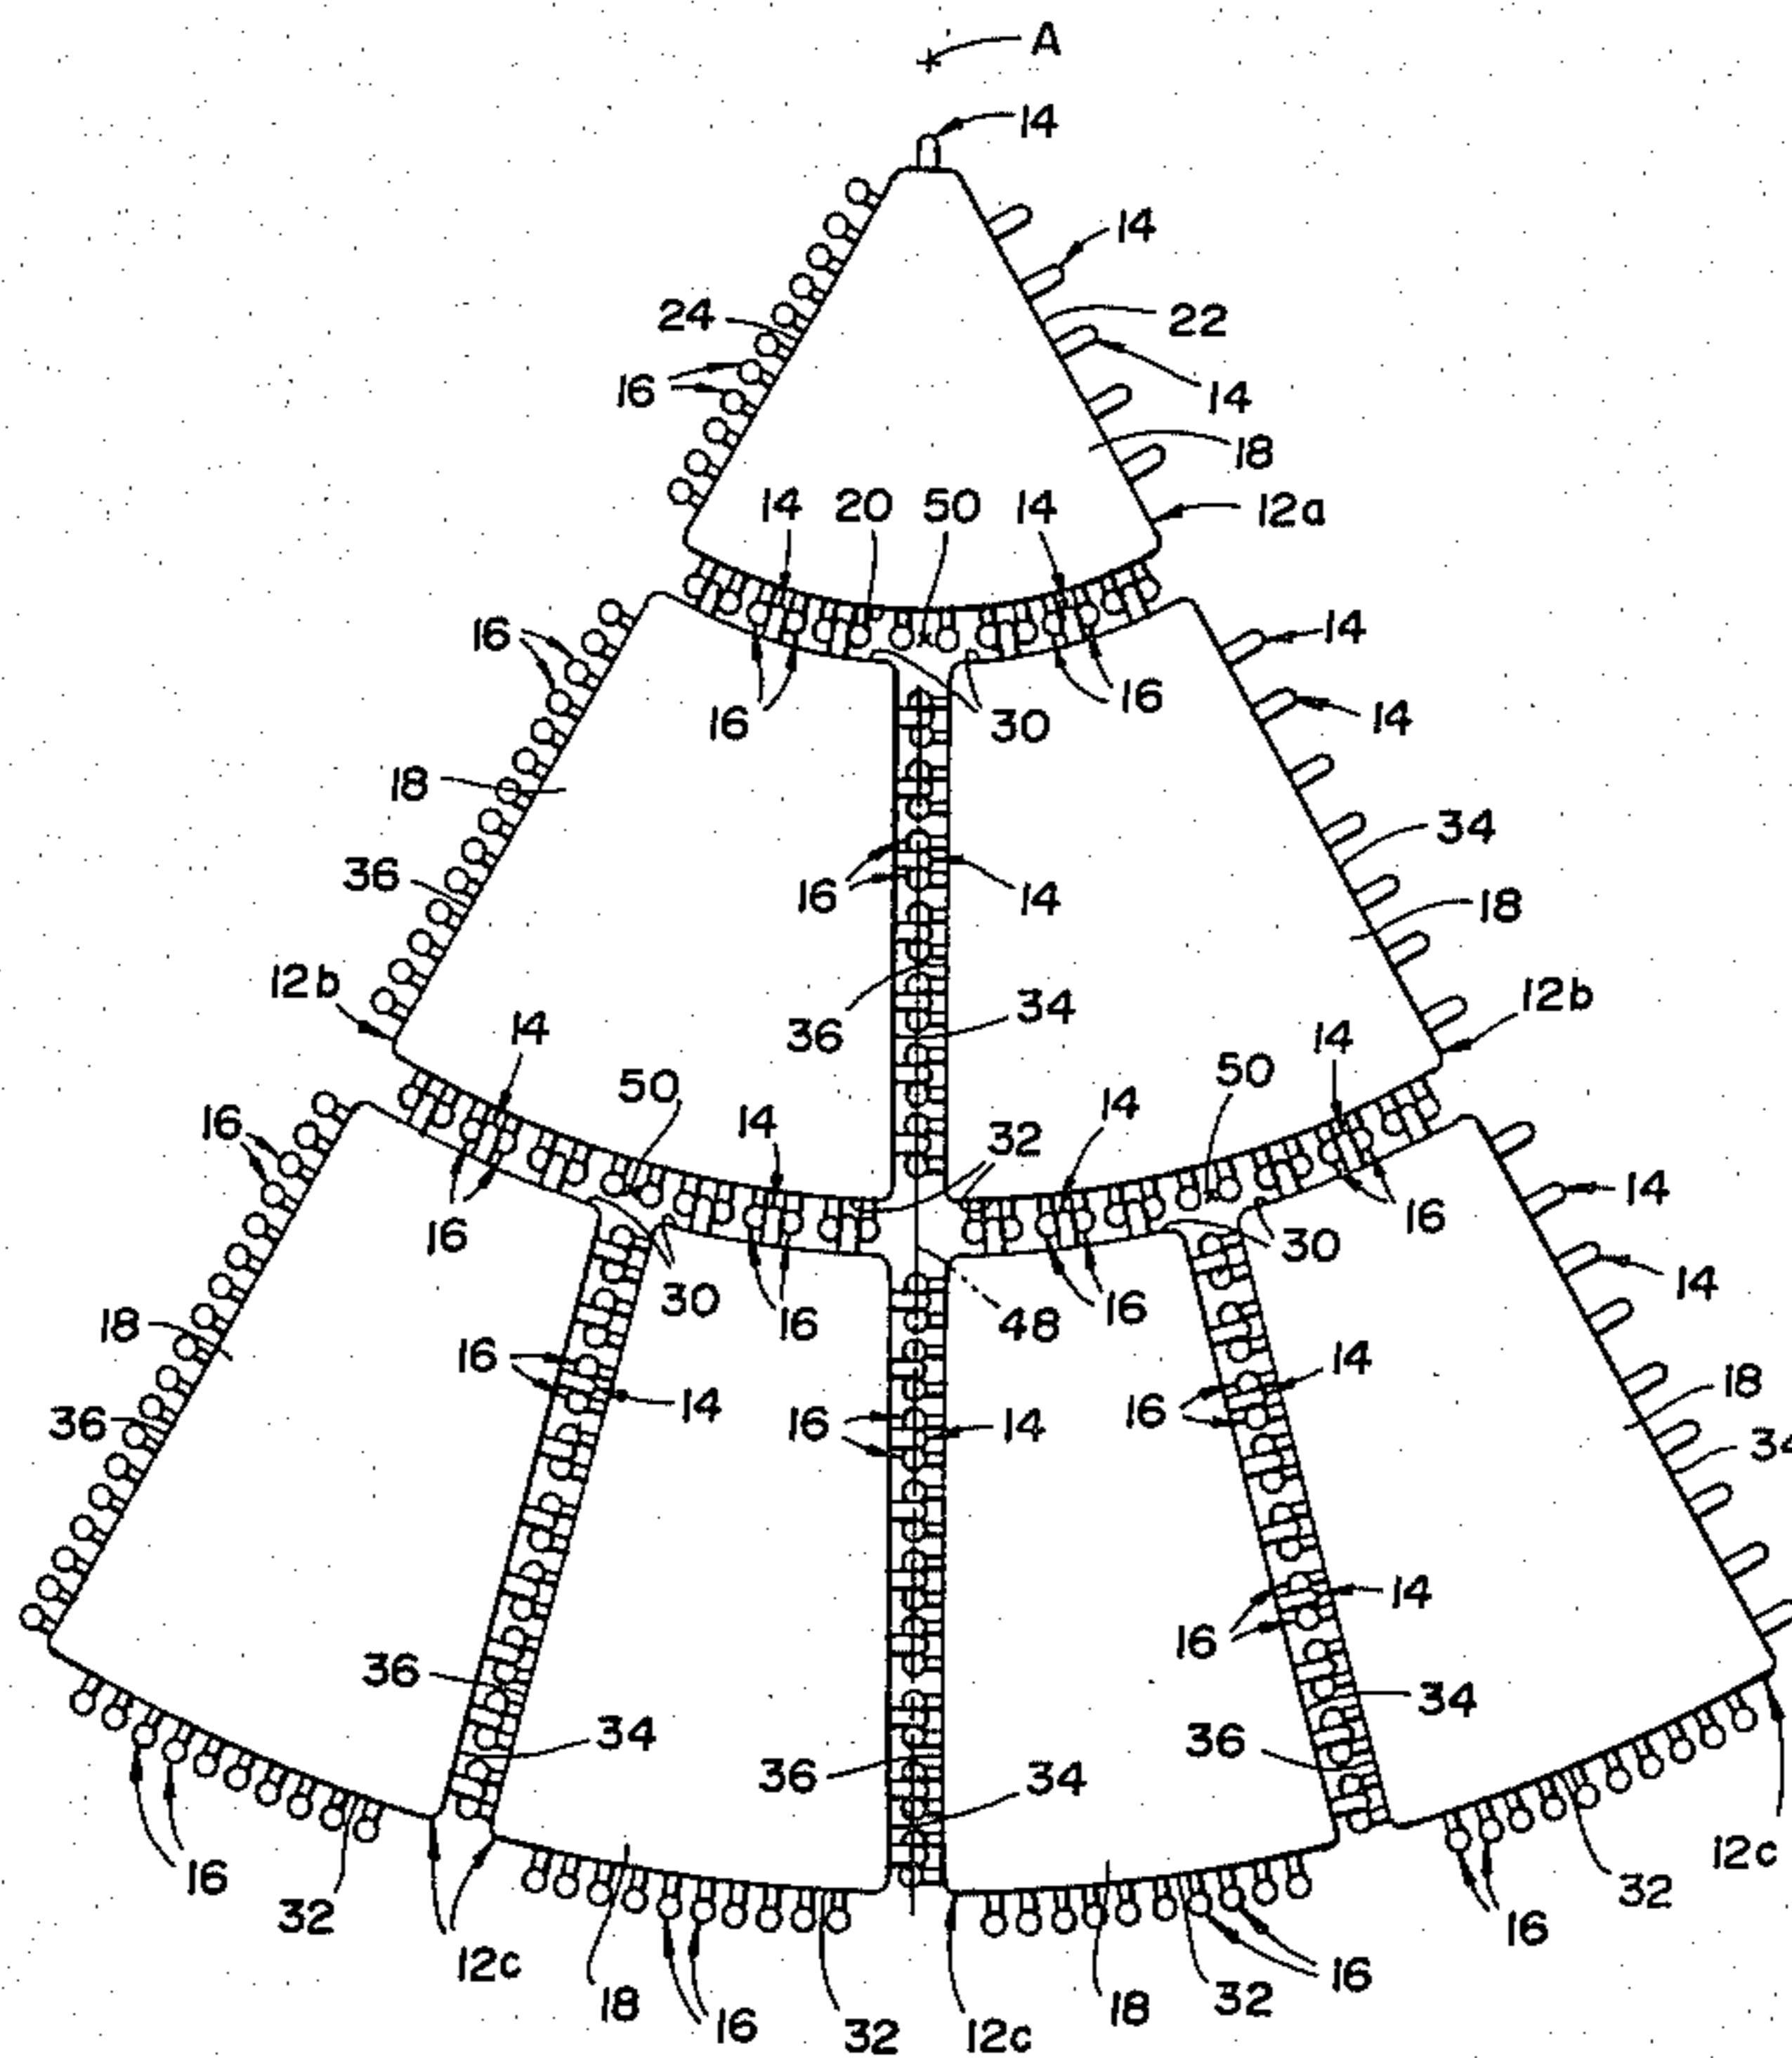 A
14
14
24 22
16 14
18
14 20 50 14 12a
16 14
16 30 16 14
18
34
36 16 14 18
12b 36 34 12b
14 14
50 50
16 14 32 14
16 16
30 30 14
18 16 48 16 14
16 14 14
36 14 16 14 16 18
34
14
16
36 34
34 36
36 34
16 12c
32 32
12c 16
18 16 32 12c 18 32 16